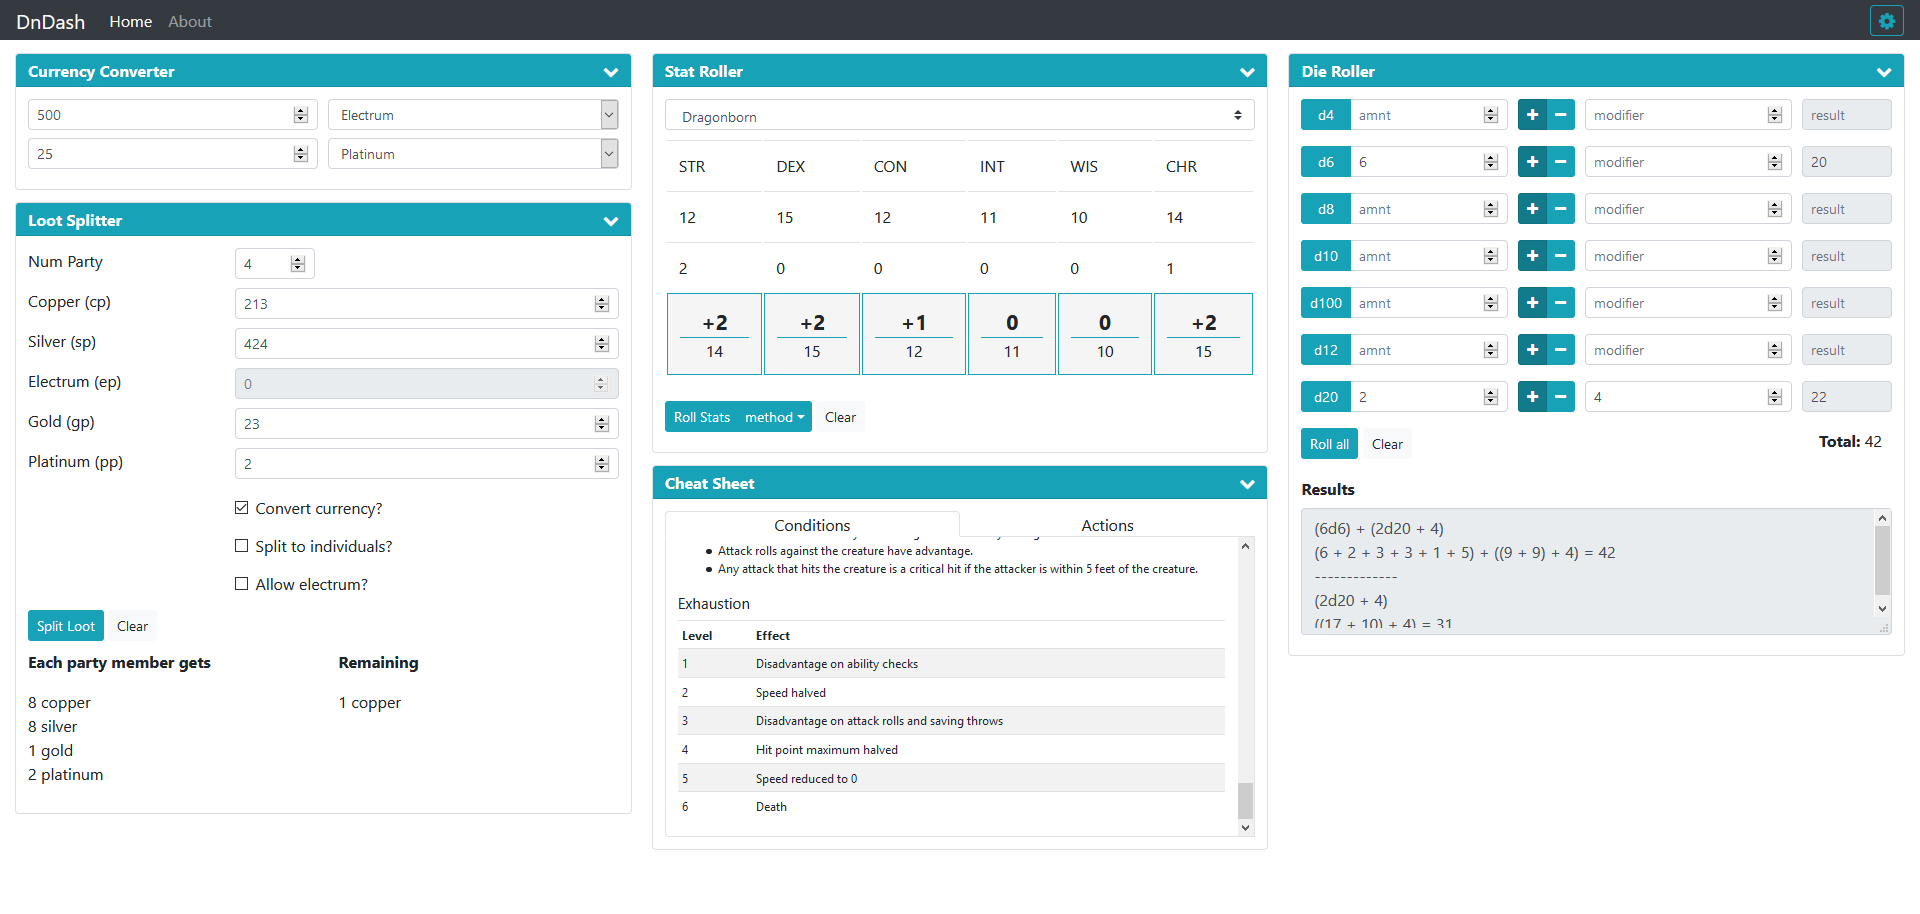 DnDash Home About
Currency Converter
500 Electrum
25 Platinum
Loot Splitter
Num Party 4
Copper (cp) 213
Silver (sp) 424
Electrum (ep) 0
Gold (gp) 23
Platinum (pp) 2
Convert currency?
Split to individuals?
Allow electrum?
Split Loot Clear
Each party member gets Remaining
8 copper 1 copper
8 silver
1 gold
2 platinum
Stat Roller
Dragonborn
STR DEX CON INT WIS CHR
12 15 12 11 10 14
2 0 0 0 0 1
+2 +2 +1 0 0 +2
14 15 12 11 10 15
Roll Stats method Clear
Cheat Sheet
Conditions Actions
• Attack rolls against the creature have advantage.
• Any attack that hits the creature is a critical hit if the attacker is within 5 feet of the creature.
Exhaustion
Level Effect
1 Disadvantage on ability checks
2 Speed halved
3 Disadvantage on attack rolls and saving throws
4 Hit point maximum halved
5 Speed reduced to 0
6 Death
Die Roller
d4 amnt + − modifier result
d6 6 + − modifier 20
d8 amnt + − modifier result
d10 amnt + − modifier result
d100 amnt + − modifier result
d12 amnt + − modifier result
d20 2 + − 4 22
Roll all Clear Total: 42
Results
(6d6) + (2d20 + 4)
(6 + 2 + 3 + 3 + 1 + 5) + ((9 + 9) + 4) = 42
-------------
(2d20 + 4)
((17 + 10) + 4) = 31